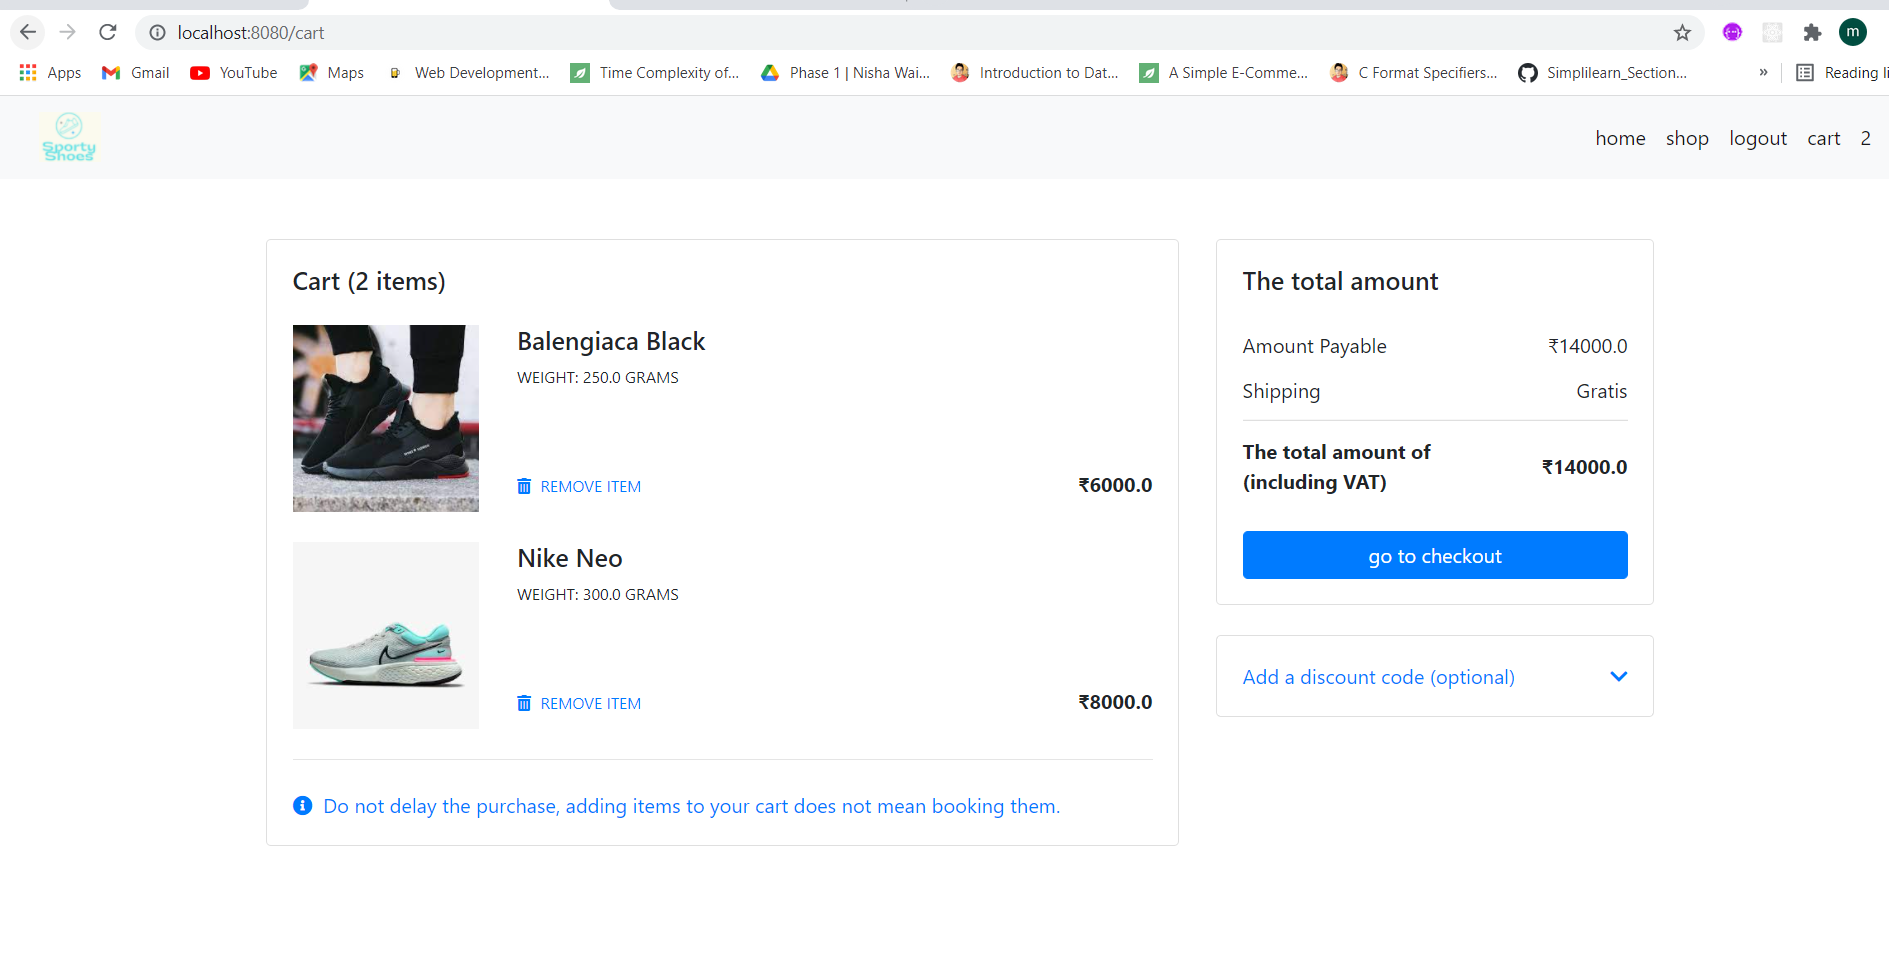 localhost:8080/cart
m
Apps Gmail YouTube Maps Web Development... Time Complexity of... Phase 1 | Nisha Wai... Introduction to Dat... A Simple E-Comme... C Format Specifiers... Simplilearn_Section... » Reading li
Sporty
Shoes
home shop logout cart 2
Cart (2 items)
Balengiaca Black
WEIGHT: 250.0 GRAMS
REMOVE ITEM ₹6000.0
Nike Neo
WEIGHT: 300.0 GRAMS
REMOVE ITEM ₹8000.0
Do not delay the purchase, adding items to your cart does not mean booking them.
The total amount
Amount Payable ₹14000.0
Shipping Gratis
The total amount of
(including VAT) ₹14000.0
go to checkout
Add a discount code (optional)